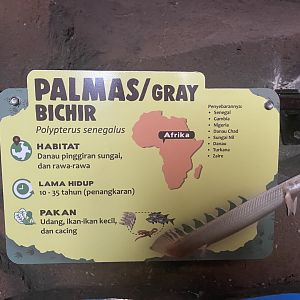 PALMAS/GRAY
BICHIR
Polypterus senegalus
HABITAT
Danau pinggiran sungai,
dan rawa-rawa
LAMA HIDUP
10 - 35 tahun (penangkaran)
PAKAN
Udang, ikan-ikan kecil,
dan cacing
Afrika
Penyebarannya:
• Senegal
• Gambia
• Nigeria
• Danau Chad
• Sungai Nil
• Danau
• Turkana
• Zaire